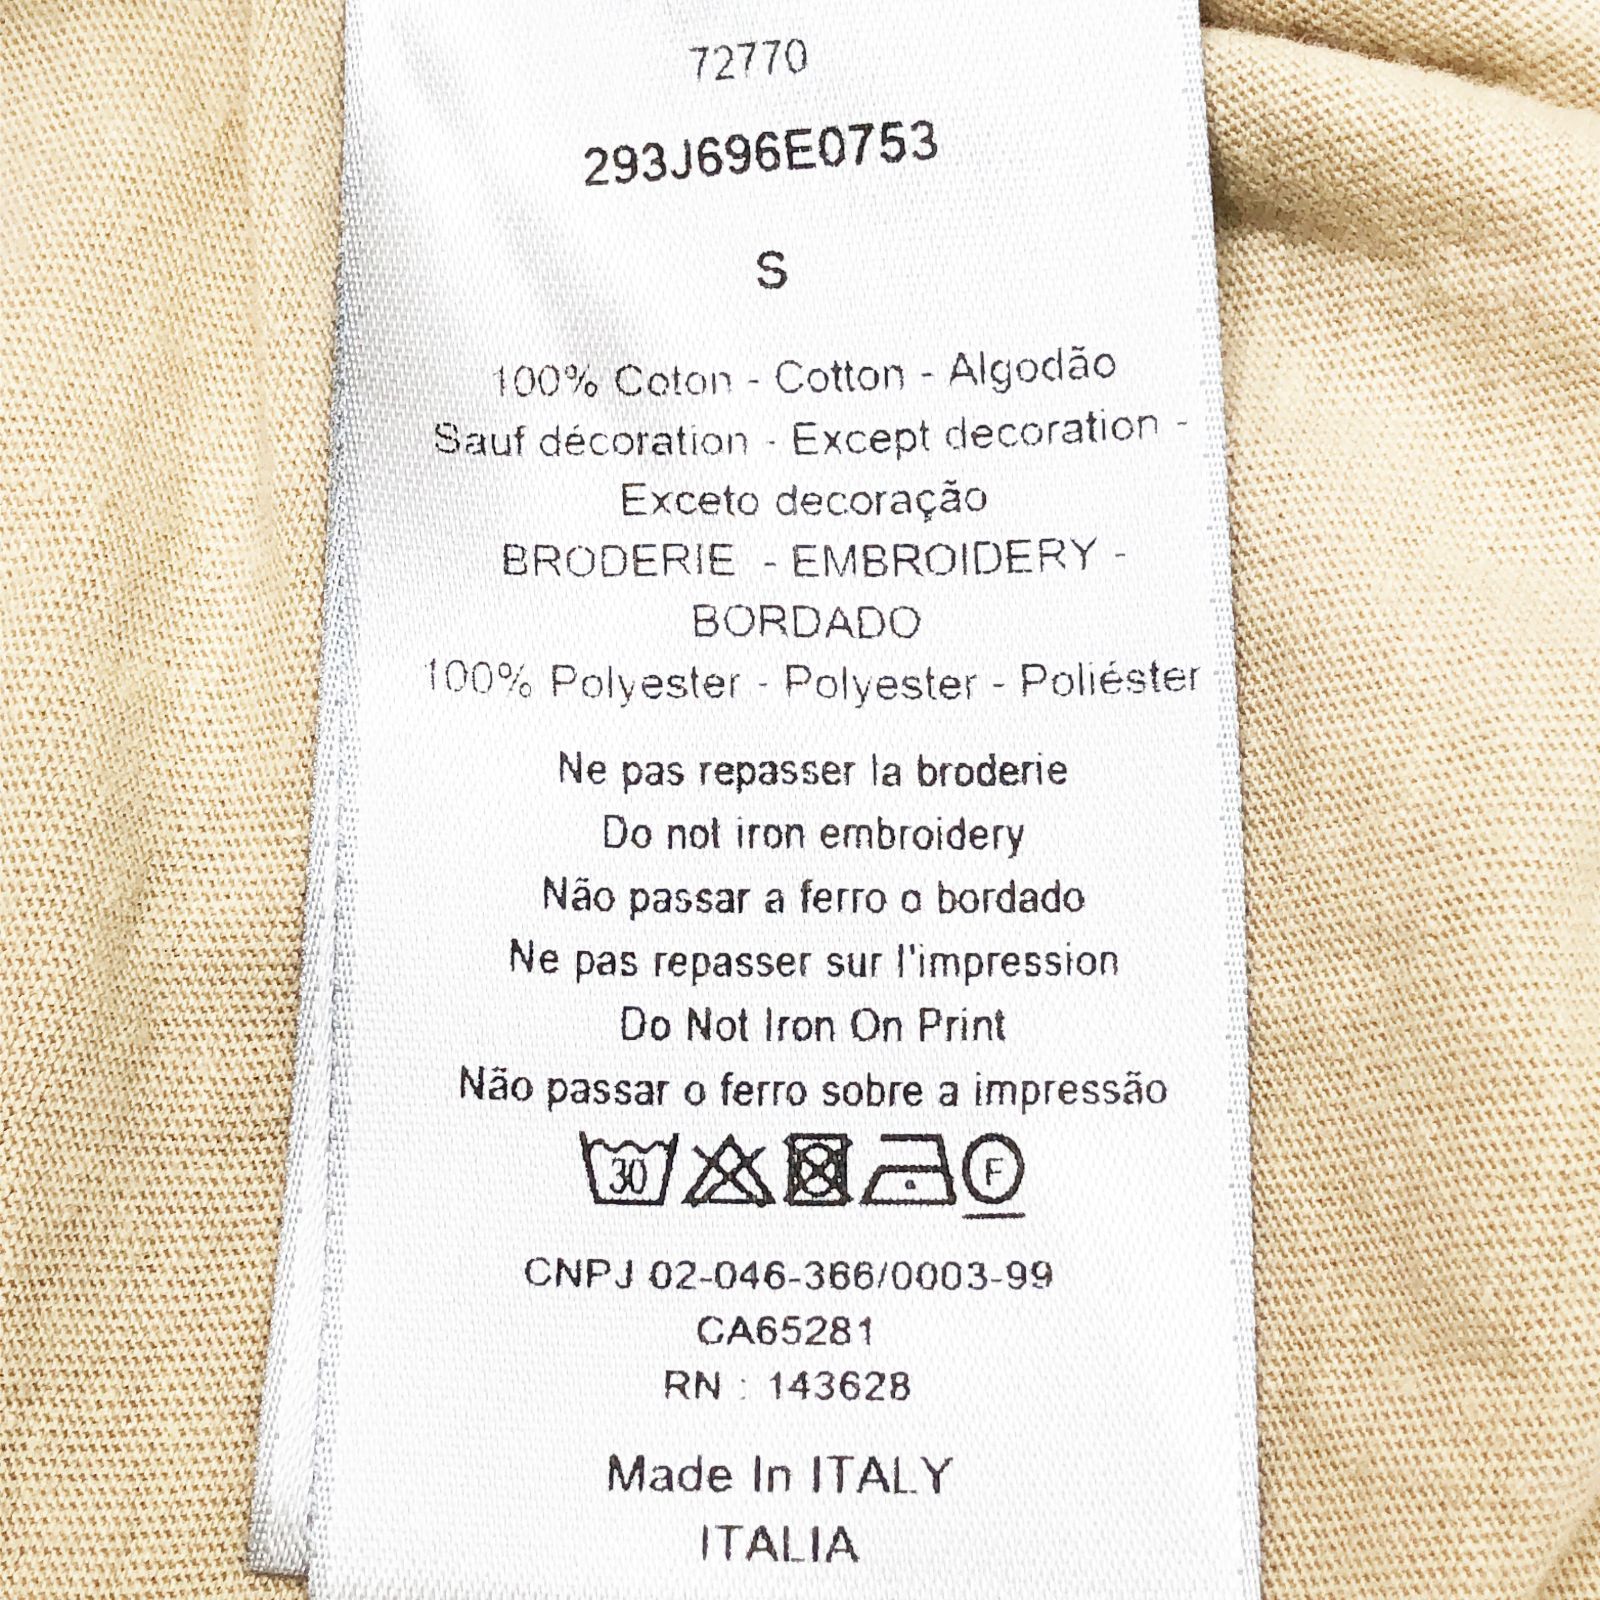 72770
293J696E0753
S
100% Coton - Cotton - Algodão
Sauf décoration - Except decoration -
Exceto decoração
BRODERIE - EMBROIDERY -
BORDADO
100% Polyester - Polyester - Poliéster
Ne pas repasser la broderie
Do not iron embroidery
Não passar a ferro o bordado
Ne pas repasser sur l'impression
Do Not Iron On Print
Não passar o ferro sobre a impressão
30 F
CNPJ 02-046-366/0003-99
CA65281
RN : 143628
Made In ITALY
ITALIA